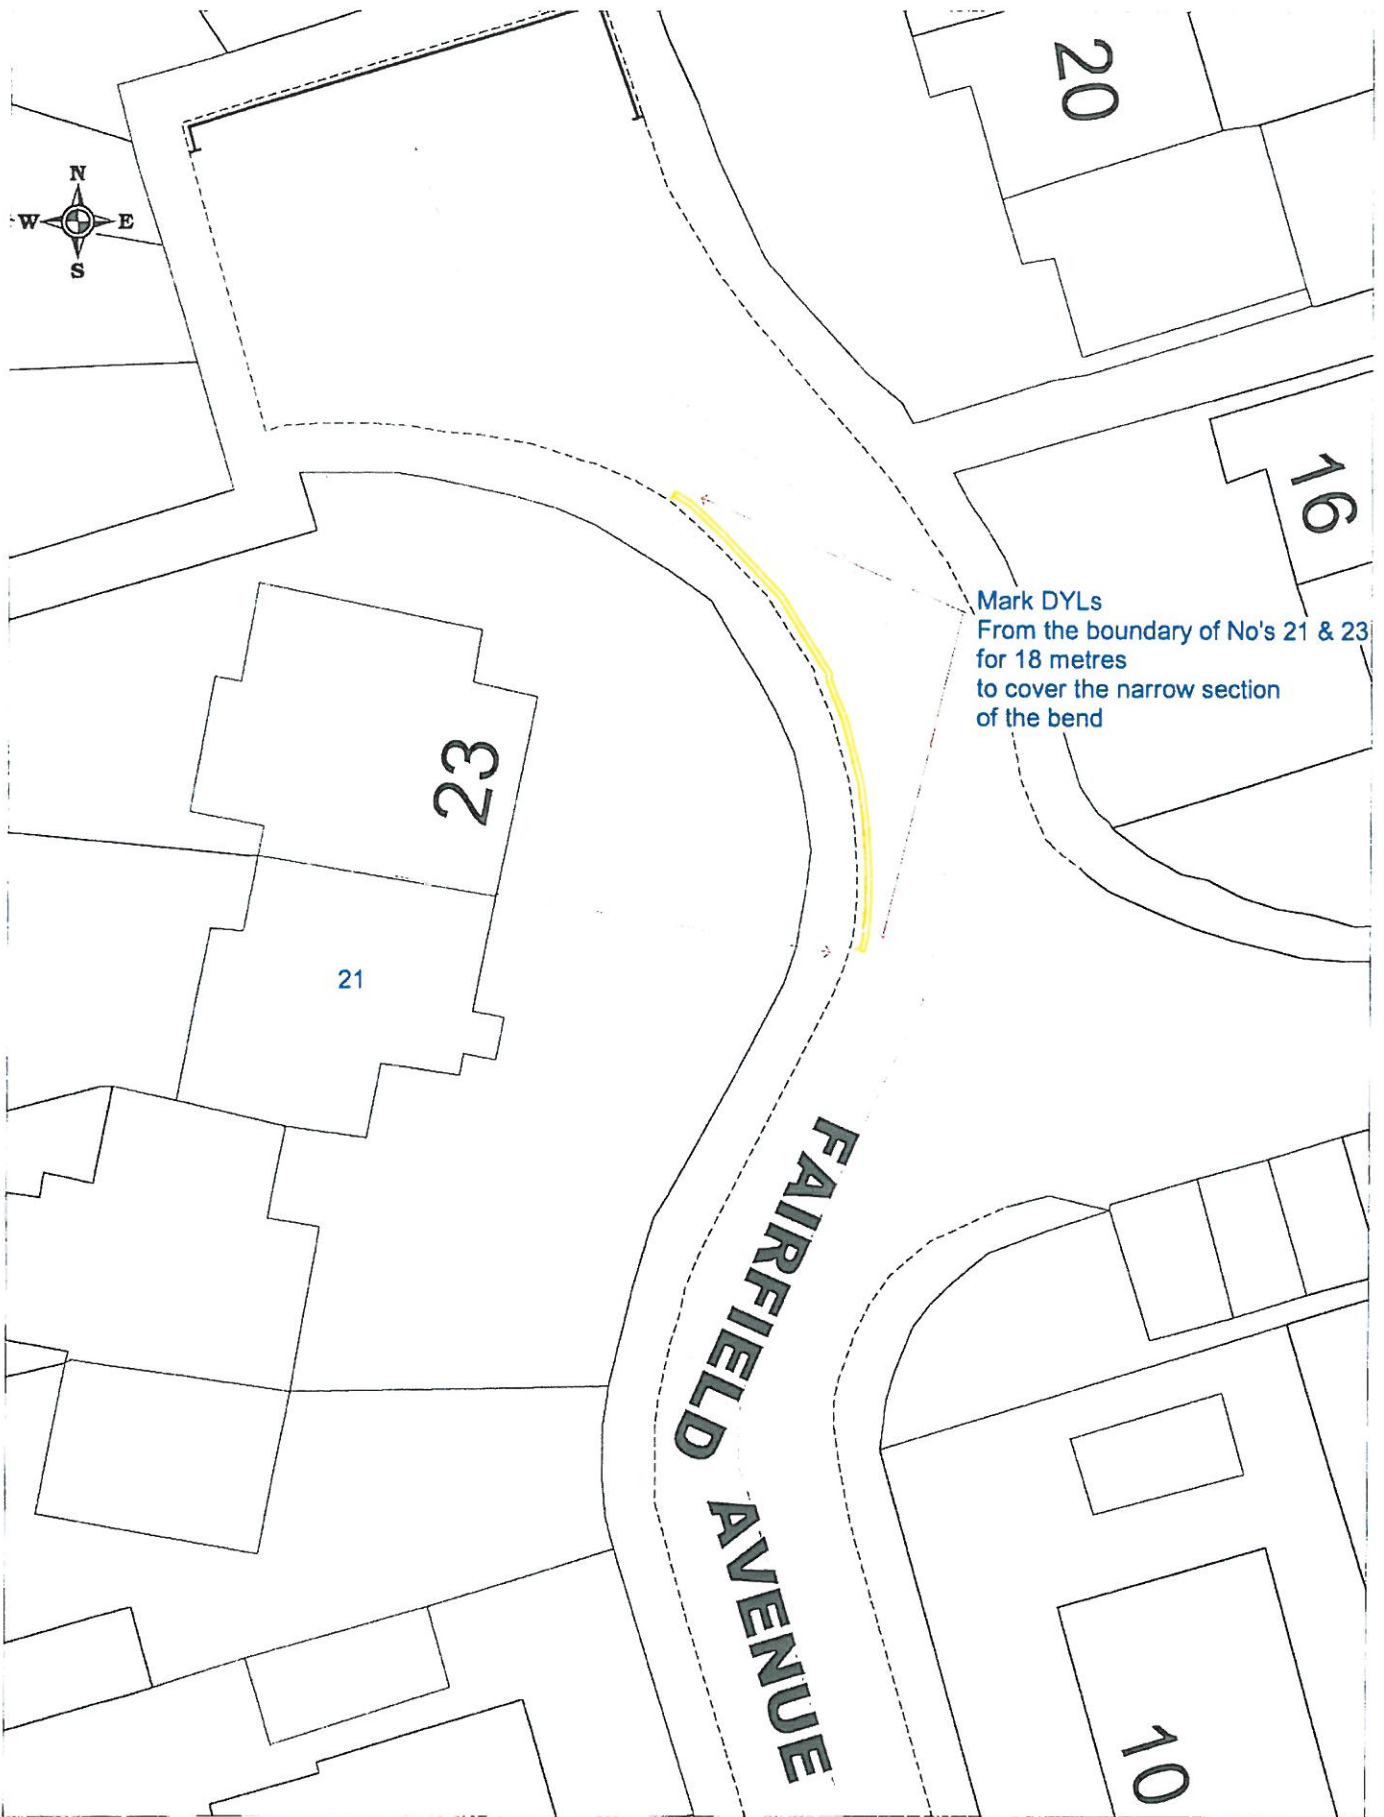 20
N
W E
S
16
Mark DYLs
From the boundary of No's 21 & 23
for 18 metres
to cover the narrow section
of the bend
23
21
FAIRFIELD AVENUE
10